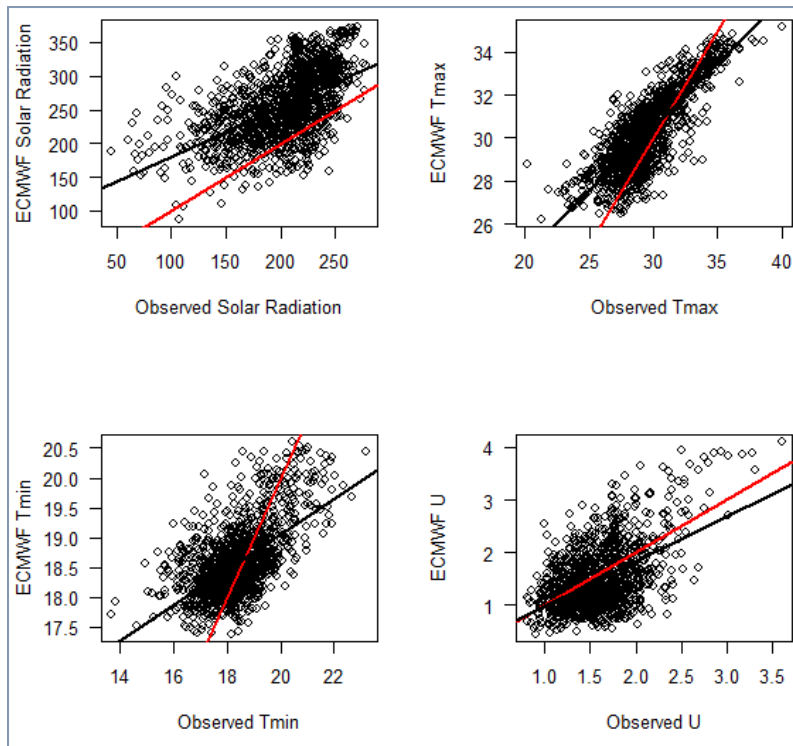 ECMWF Solar Radiation
350
300
250
200
150
100
50 100 150 200 250
Observed Solar Radiation
ECMWF Tmax
34
32
30
28
26
20 25 30 35 40
Observed Tmax
ECMWF Tmin
20.5
20.0
19.5
19.0
18.5
18.0
17.5
14 16 18 20 22
Observed Tmin
ECMWF U
4
3
2
1
1.0 1.5 2.0 2.5 3.0 3.5
Observed U